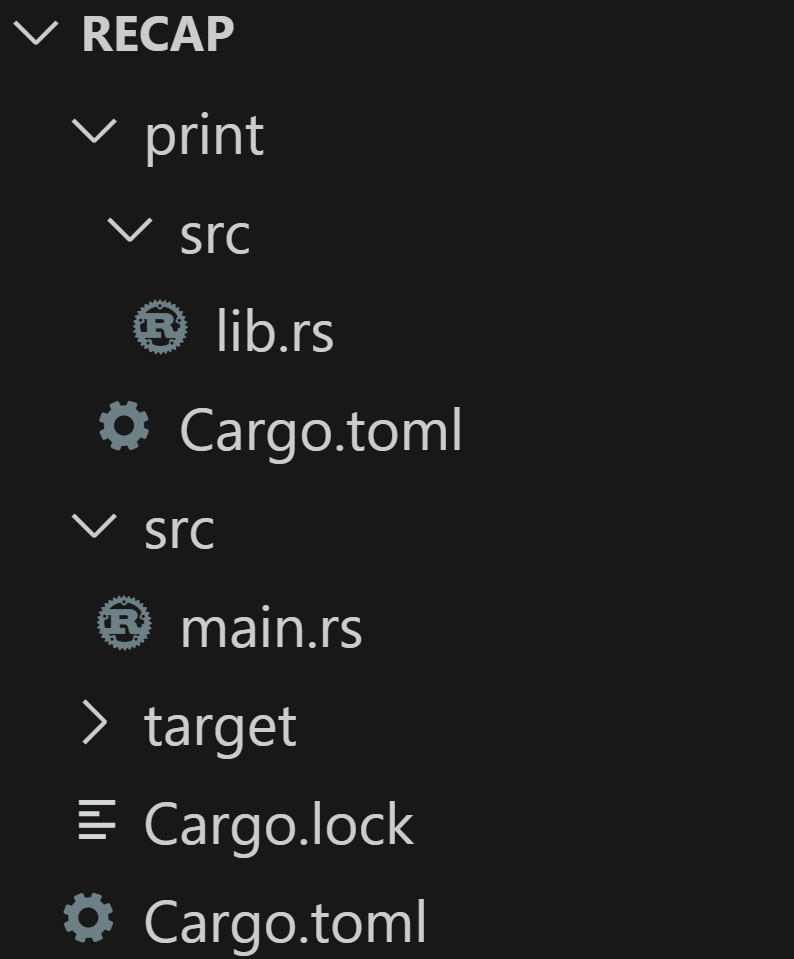 RECAP
print
src
lib.rs
Cargo.toml
src
main.rs
target
Cargo.lock
Cargo.toml